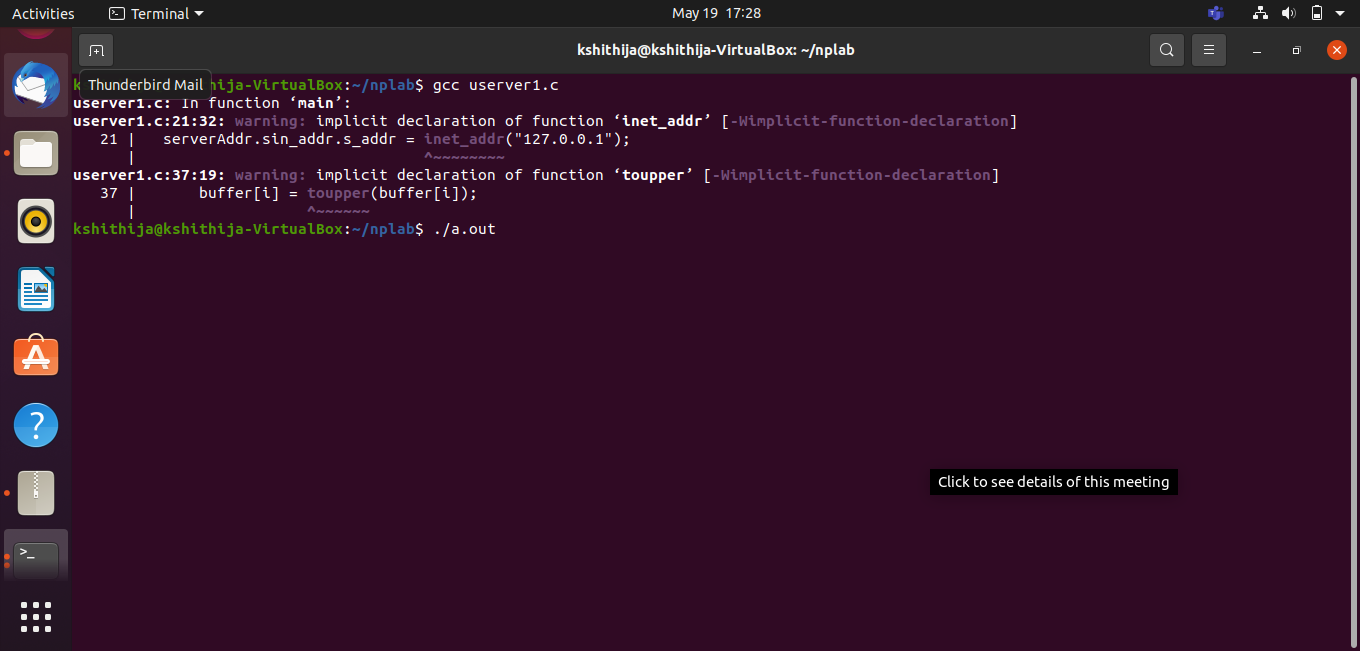 Activities Terminal May 19 17:28
kshithija@kshithija-VirtualBox: ~/nplab
Thunderbird Mail
k hija-VirtualBox:~/nplab$ gcc userver1.c
userver1.c: In function ‘main’:
userver1.c:21:32: warning: implicit declaration of function ‘inet_addr’ [-Wimplicit-function-declaration]
21 | serverAddr.sin_addr.s_addr = inet_addr("127.0.0.1");
| ^~~~~~~~~
userver1.c:37:19: warning: implicit declaration of function ‘toupper’ [-Wimplicit-function-declaration]
37 | buffer[i] = toupper(buffer[i]);
| ^~~~~~~
kshithija@kshithija-VirtualBox:~/nplab$ ./a.out
Click to see details of this meeting